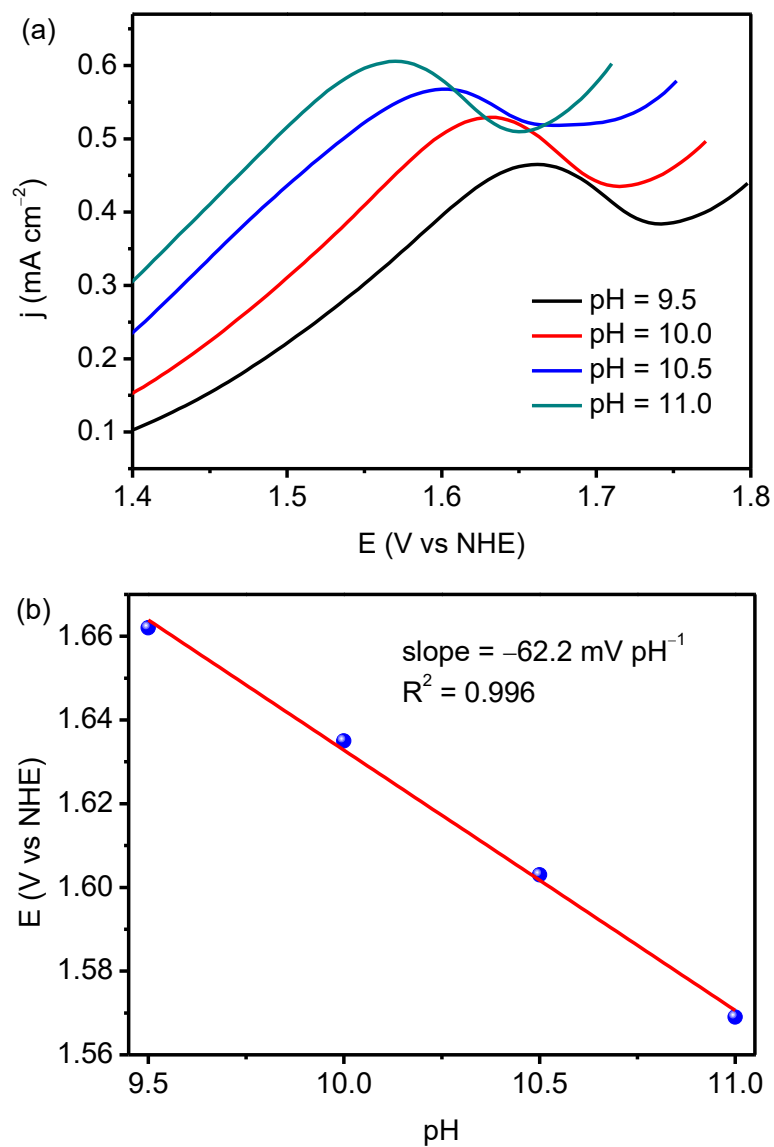 (a)
0.6
0.5
0.4
0.3
0.2
0.1
j (mA cm⁻²)
pH = 9.5
pH = 10.0
pH = 10.5
pH = 11.0
1.4 1.5 1.6 1.7 1.8
E (V vs NHE)
(b)
1.66
1.64
1.62
1.60
1.58
1.56
E (V vs NHE)
slope = −62.2 mV pH⁻¹
R² = 0.996
9.5 10.0 10.5 11.0
pH